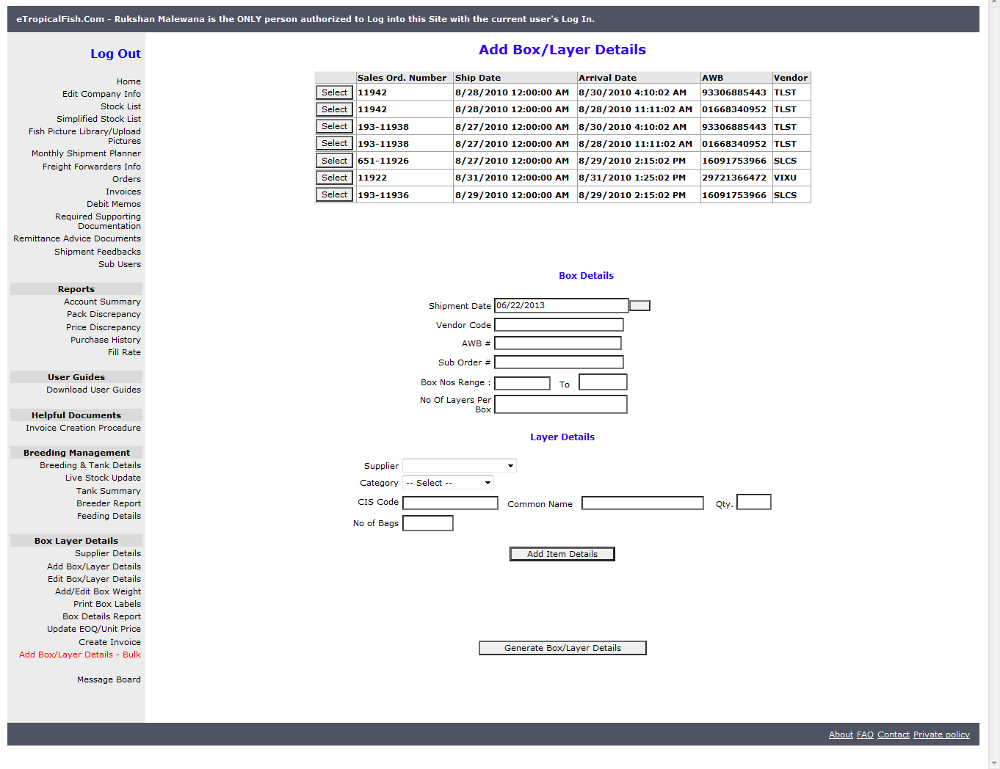 eTropicalFish.Com - Rukshan Malewana is the ONLY person authorized to Log into this Site with the current user's Log In.
Log Out
Home
Edit Company Info
Stock List
Simplified Stock List
Fish Picture Library/Upload
Pictures
Monthly Shipment Planner
Freight Forwarders Info
Orders
Invoices
Debit Memos
Required Supporting
Documentation
Remittance Advice Documents
Shipment Feedbacks
Sub Users
Reports
Account Summary
Pack Discrepancy
Price Discrepancy
Purchase History
Fill Rate
User Guides
Download User Guides
Helpful Documents
Invoice Creation Procedure
Breeding Management
Breeding & Tank Details
Live Stock Update
Tank Summary
Breeder Report
Feeding Details
Box Layer Details
Supplier Details
Add Box/Layer Details
Edit Box/Layer Details
Add/Edit Box Weight
Print Box Labels
Box Details Report
Update EOQ/Unit Price
Create Invoice
Add Box/Layer Details - Bulk
Message Board
Add Box/Layer Details
Sales Ord. Number Ship Date Arrival Date AWB Vendor
Select 11942 8/28/2010 12:00:00 AM 8/30/2010 4:10:02 AM 93306885443 TLST
Select 11942 8/28/2010 12:00:00 AM 8/28/2010 11:11:02 AM 01668340952 TLST
Select 193-11938 8/27/2010 12:00:00 AM 8/30/2010 4:10:02 AM 93306885443 TLST
Select 193-11938 8/27/2010 12:00:00 AM 8/28/2010 11:11:02 AM 01668340952 TLST
Select 651-11926 8/27/2010 12:00:00 AM 8/29/2010 2:15:02 PM 16091753966 SLCS
Select 11922 8/31/2010 12:00:00 AM 8/31/2010 1:25:02 PM 29721366472 VIXU
Select 193-11936 8/29/2010 12:00:00 AM 8/29/2010 2:15:02 PM 16091753966 SLCS
Box Details
Shipment Date 06/22/2013
Vendor Code
AWB #
Sub Order #
Box Nos Range : To
No Of Layers Per
Box
Layer Details
Supplier
Category -- Select --
CIS Code Common Name Qty.
No of Bags
Add Item Details
Generate Box/Layer Details
About FAQ Contact Private policy